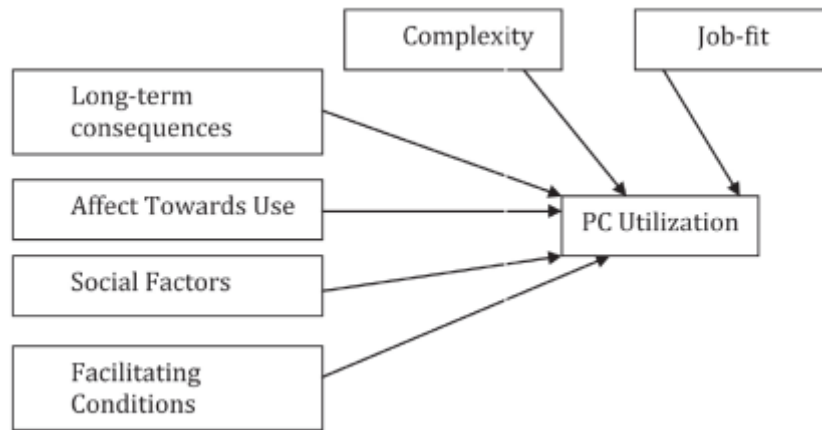 Complexity
Job-fit
Long-term
consequences
Affect Towards Use
PC Utilization
Social Factors
Facilitating
Conditions